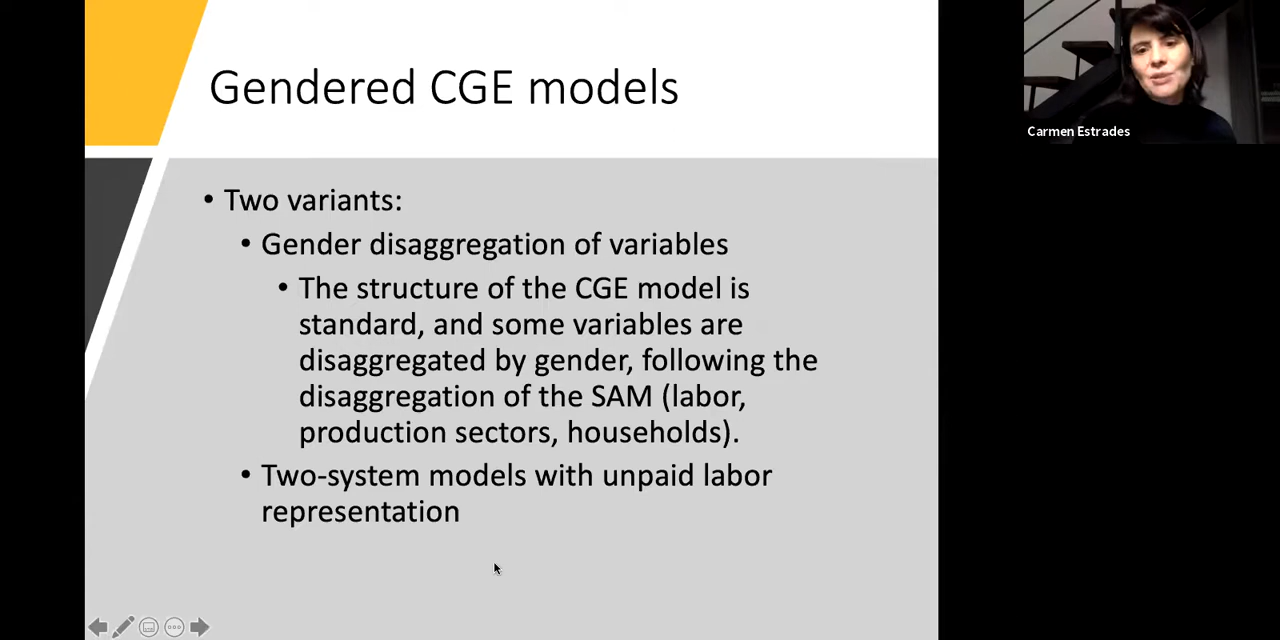 Gendered CGE models
• Two variants:
• Gender disaggregation of variables
• The structure of the CGE model is
standard, and some variables are
disaggregated by gender, following the
disaggregation of the SAM (labor,
production sectors, households).
• Two-system models with unpaid labor
representation
Carmen Estrades